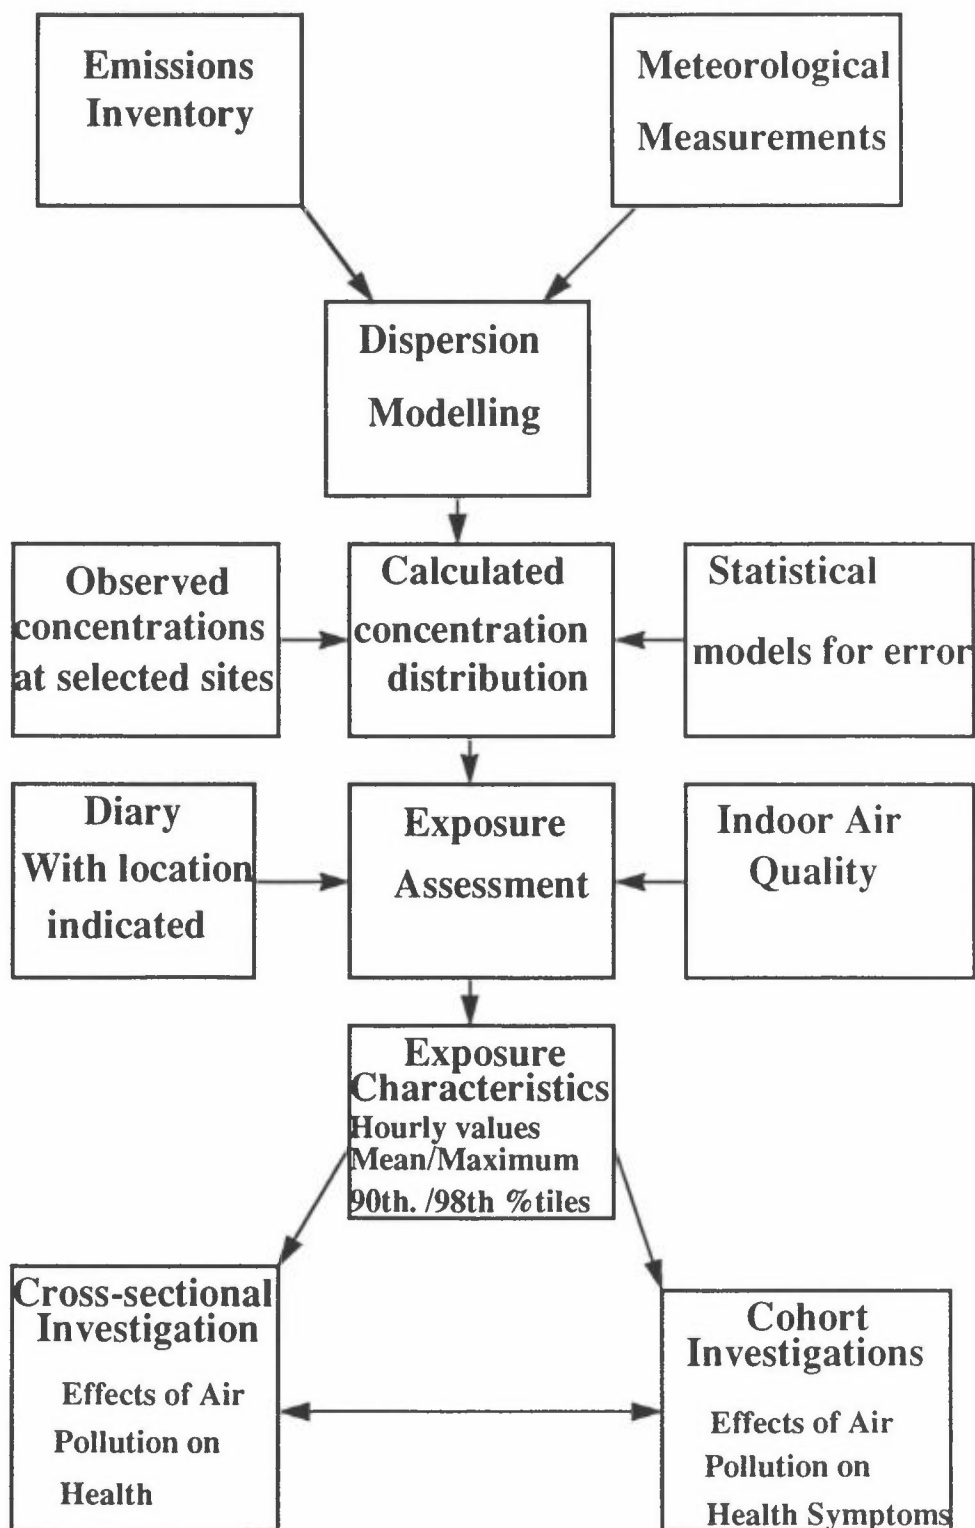 Emissions
Inventory
Meteorological
Measurements
Dispersion
Modelling
Observed
concentrations
at selected sites
Calculated
concentration
distribution
Statistical
models for error
Diary
With location
indicated
Exposure
Assessment
Indoor Air
Quality
Exposure
Characteristics
Hourly values
Mean/Maximum
90th. /98th %tiles
Cross-sectional
Investigation
Effects of Air
Pollution on
Health
Cohort
Investigations
Effects of Air
Pollution on
Health Symptoms